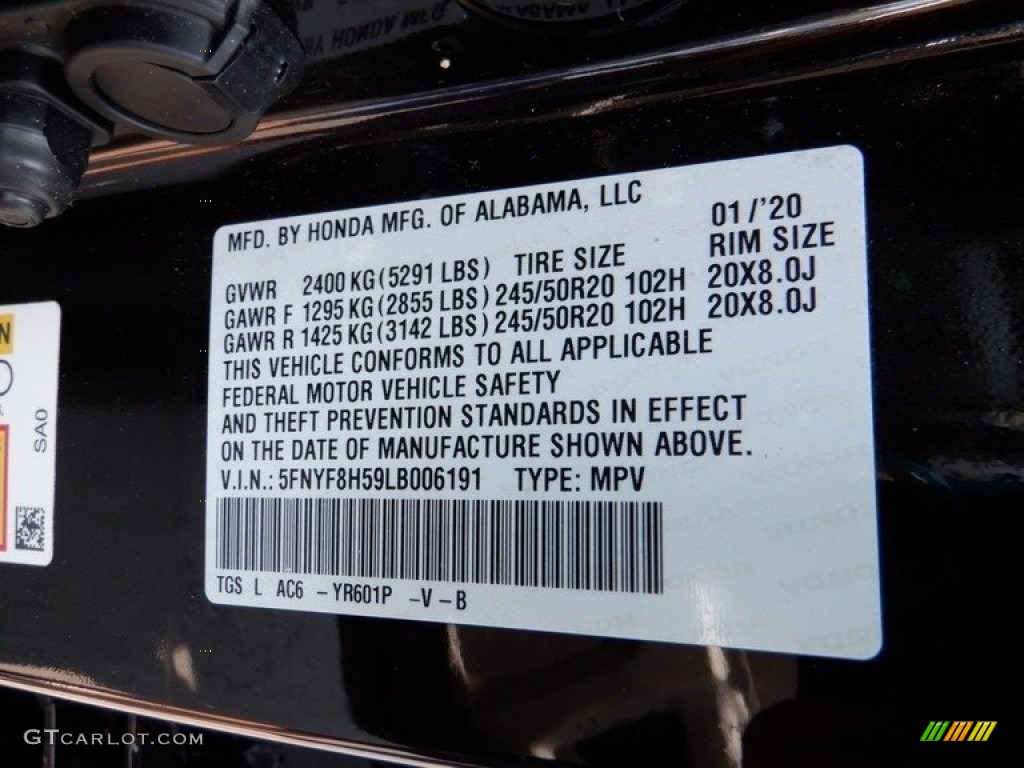 MFD. BY HONDA MFG. OF ALABAMA, LLC 01/'20
GVWR 2400 KG (5291 LBS) TIRE SIZE RIM SIZE
GAWR F 1295 KG (2855 LBS) 245/50R20 102H 20X8.0J
GAWR R 1425 KG (3142 LBS) 245/50R20 102H 20X8.0J
THIS VEHICLE CONFORMS TO ALL APPLICABLE
FEDERAL MOTOR VEHICLE SAFETY
AND THEFT PREVENTION STANDARDS IN EFFECT
ON THE DATE OF MANUFACTURE SHOWN ABOVE.
V.I.N.: 5FNYF8H59LB006191 TYPE: MPV
TGS L AC6 -YR601P -V-B
SA0
GTCARLOT.COM